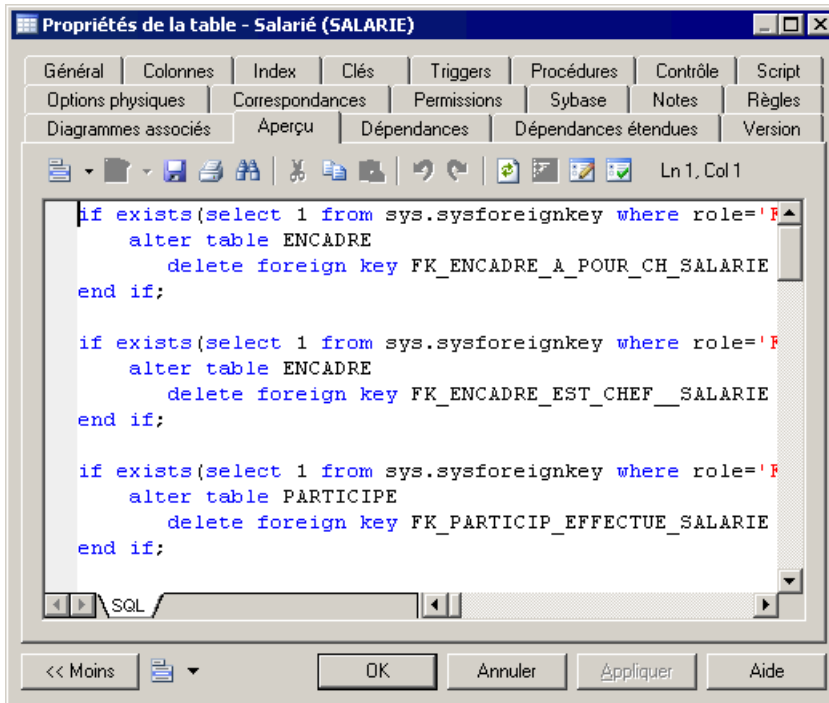 Propriétés de la table - Salarié (SALARIE)
Général Colonnes Index Clés Triggers Procédures Contrôle Script
Options physiques Correspondances Permissions Sybase Notes Règles
Diagrammes associés Aperçu Dépendances Dépendances étendues Version
Ln 1, Col 1
if exists(select 1 from sys.sysforeignkey where role='F
alter table ENCADRE
delete foreign key FK_ENCADRE_A_POUR_CH_SALARIE
end if;
if exists(select 1 from sys.sysforeignkey where role='F
alter table ENCADRE
delete foreign key FK_ENCADRE_EST_CHEF__SALARIE
end if;
if exists(select 1 from sys.sysforeignkey where role='F
alter table PARTICIPE
delete foreign key FK_PARTICIP_EFFECTUE_SALARIE
end if;
SQL
<< Moins OK Annuler Appliquer Aide